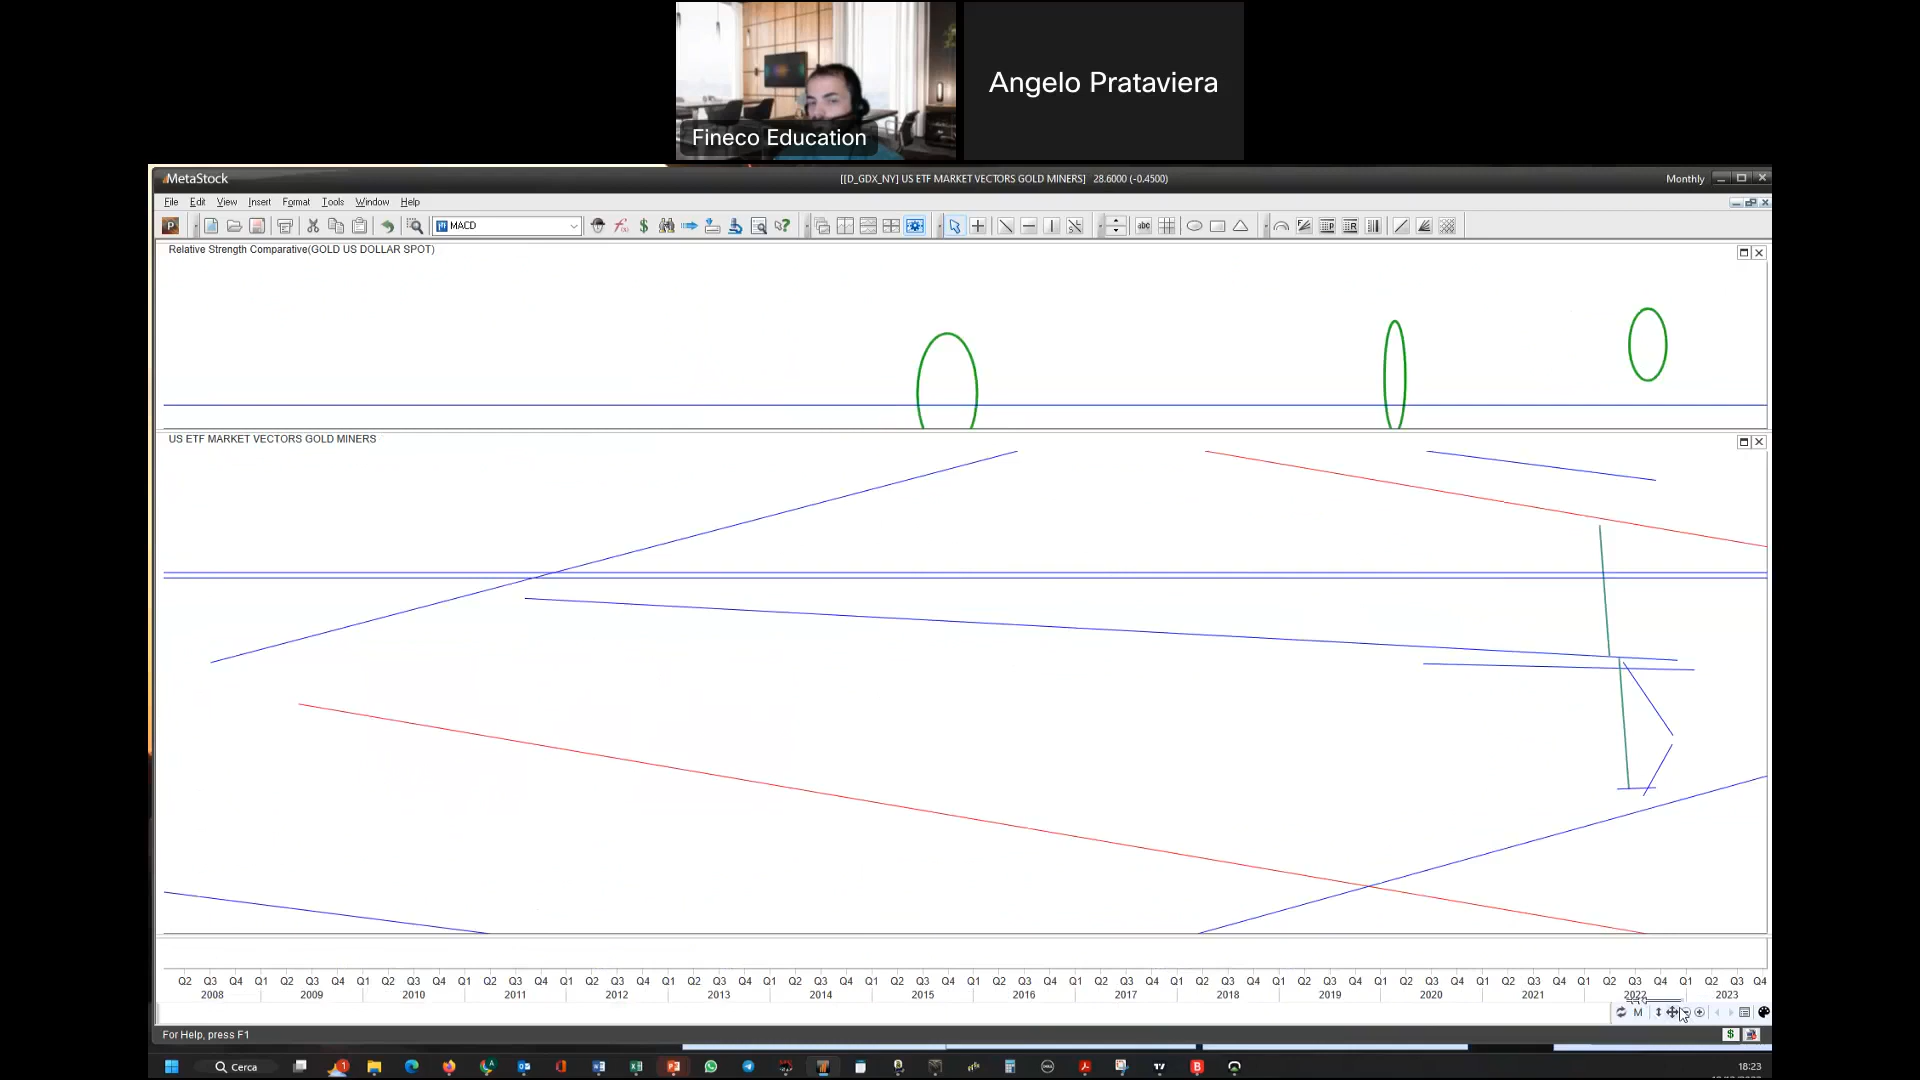 Fineco Education
Angelo Prataviera
MetaStock
[[D_GDX_NY] US ETF MARKET VECTORS GOLD MINERS] 28.6000 (-0.4500)
Monthly
File Edit View Insert Format Tools Window Help
MACD
Relative Strength Comparative(GOLD US DOLLAR SPOT)
US ETF MARKET VECTORS GOLD MINERS
Q2 Q3 Q4 Q1 Q2 Q3 Q4 Q1 Q2 Q3 Q4 Q1 Q2 Q3 Q4 Q1 Q2 Q3 Q4 Q1 Q2 Q3 Q4 Q1 Q2 Q3 Q4 Q1 Q2 Q3 Q4 Q1 Q2 Q3 Q4 Q1 Q2 Q3 Q4 Q1 Q2 Q3 Q4 Q1 Q2 Q3 Q4 Q1 Q2 Q3 Q4 Q1 Q2 Q3 Q4 Q1 Q2 Q3 Q4 Q1 Q2 Q3 Q4
2008 2009 2010 2011 2012 2013 2014 2015 2016 2017 2018 2019 2020 2021 2022 2023
M
For Help, press F1
Cerca
18:23